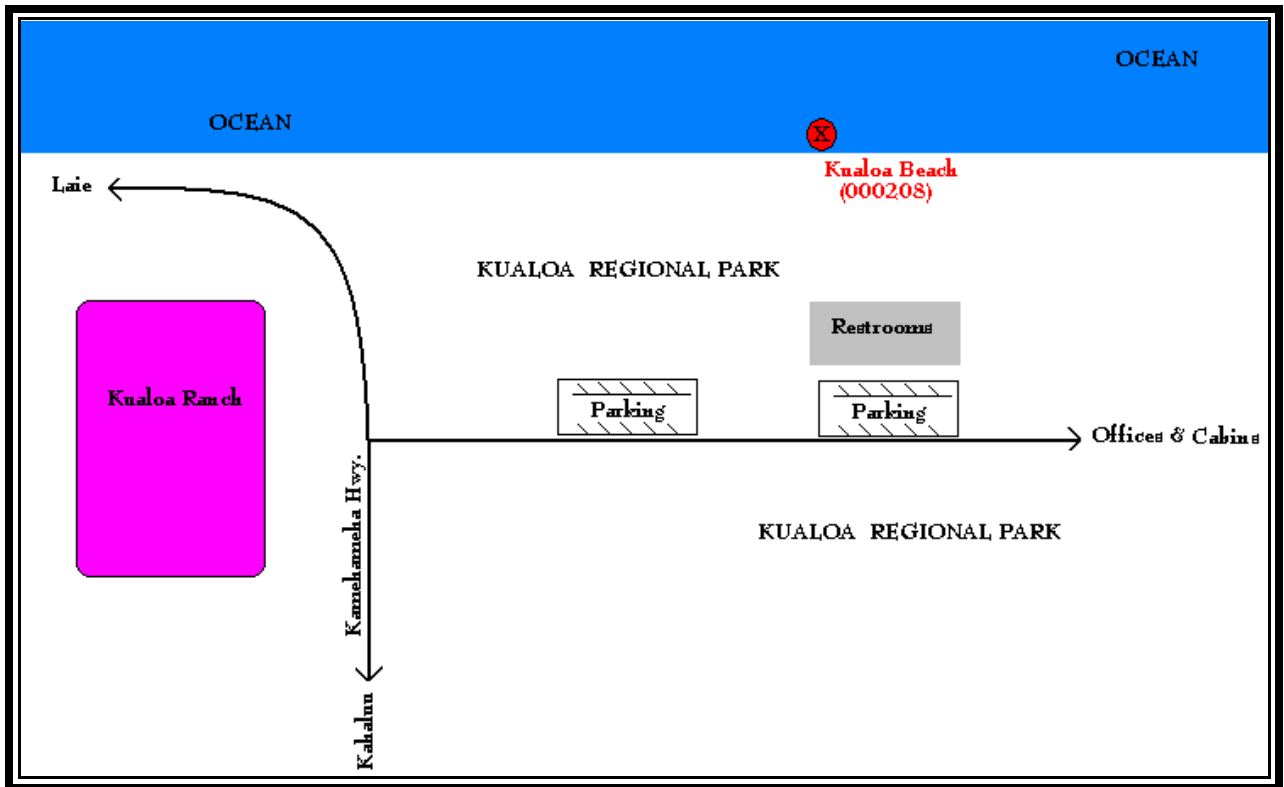 OCEAN
OCEAN
X
Kualoa Beach
(000208)
Laie
KUALOA REGIONAL PARK
Restrooms
Kualoa Ranch
Parking
Parking
Offices & Cabins
Kamehameha Hwy.
KUALOA REGIONAL PARK
Kahaluu